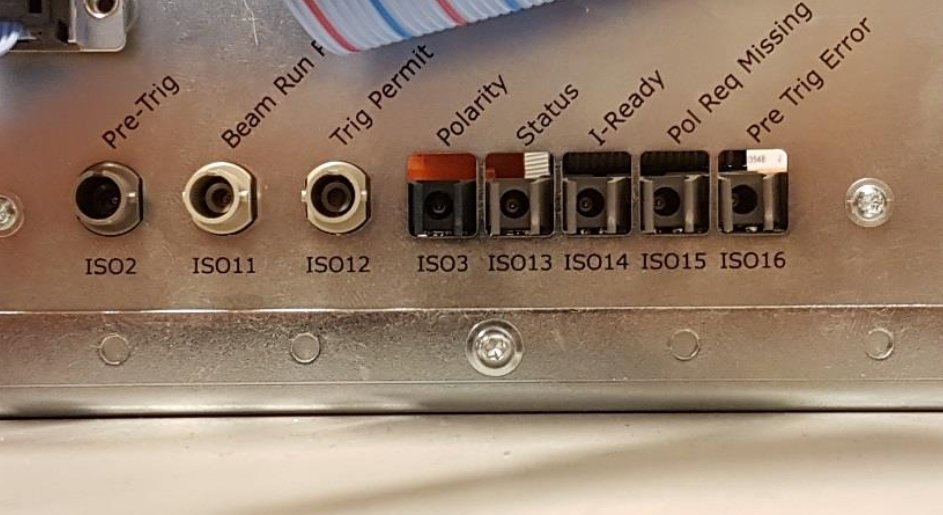 Pre-Trig
Beam Run
Trig Permit
Polarity
Status
I-Ready
Pol Req Missing
Pre Trig Error
ISO2
ISO11
ISO12
ISO3
ISO13
ISO14
ISO15
ISO16